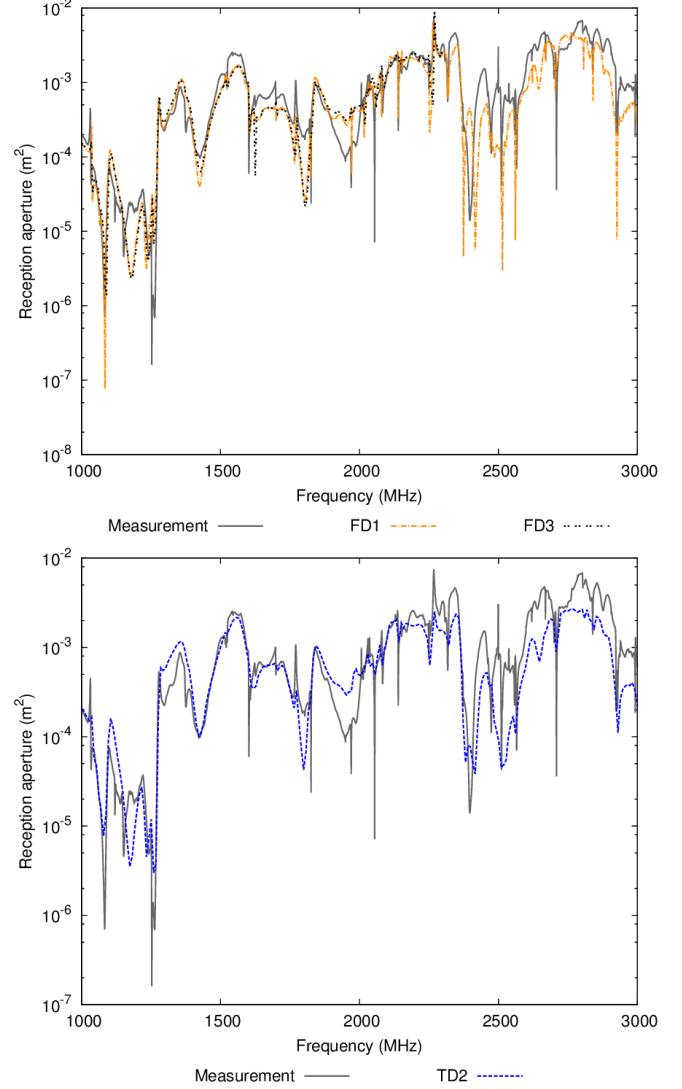 10^-2
10^-3
10^-4
10^-5
10^-6
10^-7
10^-8
Reception aperture (m²)
1000 1500 2000 2500 3000
Frequency (MHz)
Measurement FD1 FD3
10^-2
10^-3
10^-4
10^-5
10^-6
10^-7
Reception aperture (m²)
1000 1500 2000 2500 3000
Frequency (MHz)
Measurement TD2